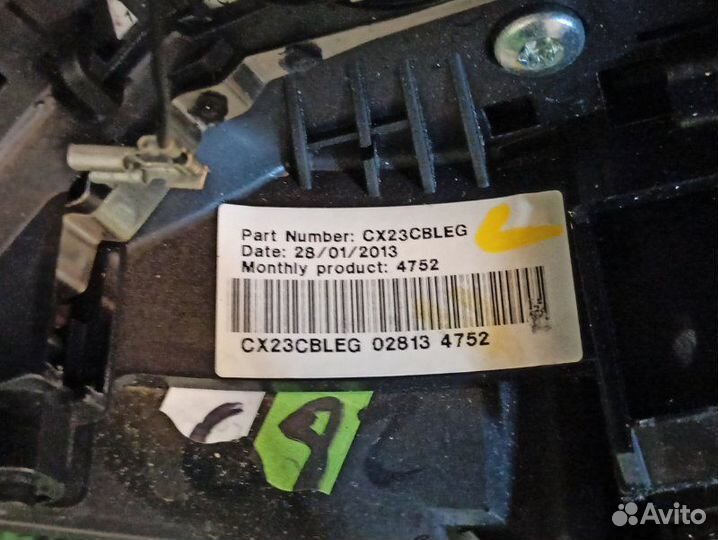 Part Number: CX23CBLEG
Date: 28/01/2013
Monthly product: 4752
CX23CBLEG 02813 4752
Avito